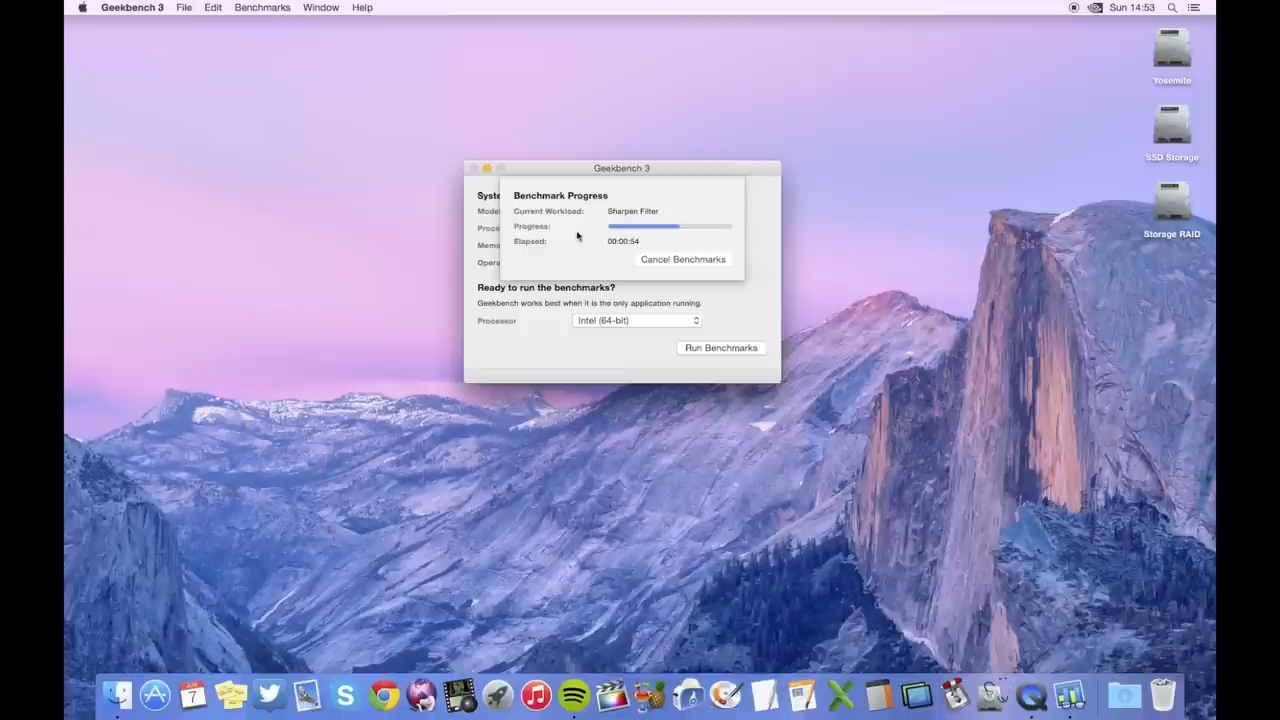 Geekbench 3 File Edit Benchmarks Window Help Sun 14:53
Yosemite
SSD Storage
Storage RAID
Geekbench 3
Syste
Benchmark Progress
Model
Current Workload: Sharpen Filter
Proce
Progress:
Memo
Elapsed: 00:00:54
Opera
Cancel Benchmarks
Ready to run the benchmarks?
Geekbench works best when it is the only application running.
Processor Intel (64-bit)
Run Benchmarks
7